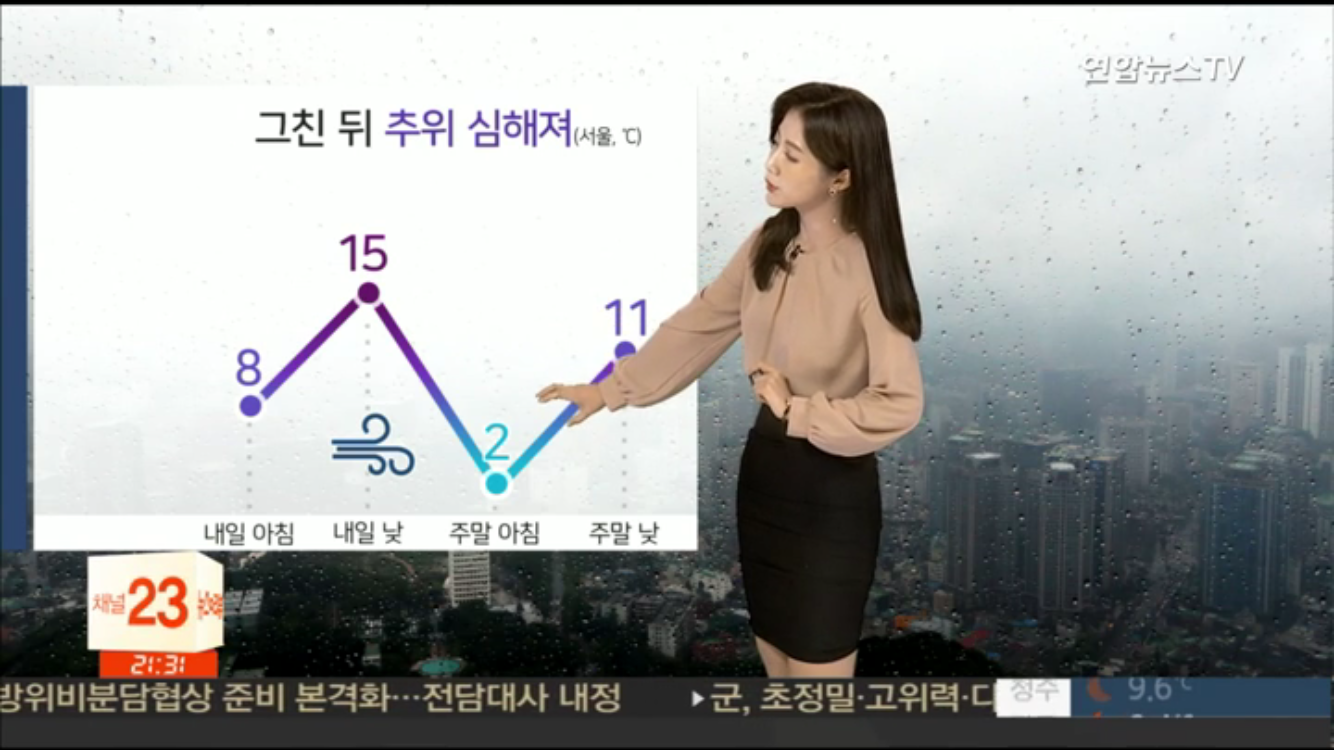 연합뉴스TV
그친 뒤 추위 심해져(서울, ℃)
15
11
8
2
내일 아침 내일 낮 주말 아침 주말 낮
채널 23
21:31
방위비분담협상 준비 본격화…전담대사 내정 ▶군, 초정밀·고위력·
9.6℃